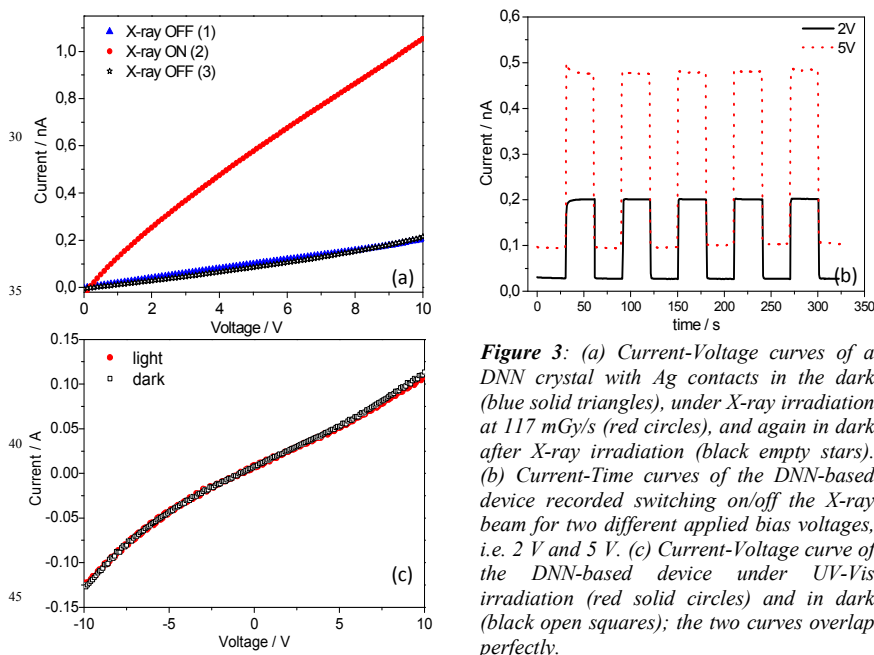 X-ray OFF (1)
X-ray ON (2)
X-ray OFF (3)
1,0
0,8
0,6
0,4
0,2
0,0
Current / nA
0 2 4 6 8 10
Voltage / V
(a)
30
35
2V
5V
0,6
0,5
0,4
0,3
0,2
0,1
0,0
Current / nA
0 50 100 150 200 250 300 350
time / s
(b)
light
dark
0.15
0.10
0.05
0.00
-0.05
-0.10
-0.15
Current / A
-10 -5 0 5 10
Voltage / V
(c)
40
45
Figure 3: (a) Current-Voltage curves of a
DNN crystal with Ag contacts in the dark
(blue solid triangles), under X-ray irradiation
at 117 mGy/s (red circles), and again in dark
after X-ray irradiation (black empty stars).
(b) Current-Time curves of the DNN-based
device recorded switching on/off the X-ray
beam for two different applied bias voltages,
i.e. 2 V and 5 V. (c) Current-Voltage curve of
the DNN-based device under UV-Vis
irradiation (red solid circles) and in dark
(black open squares); the two curves overlap
perfectly.